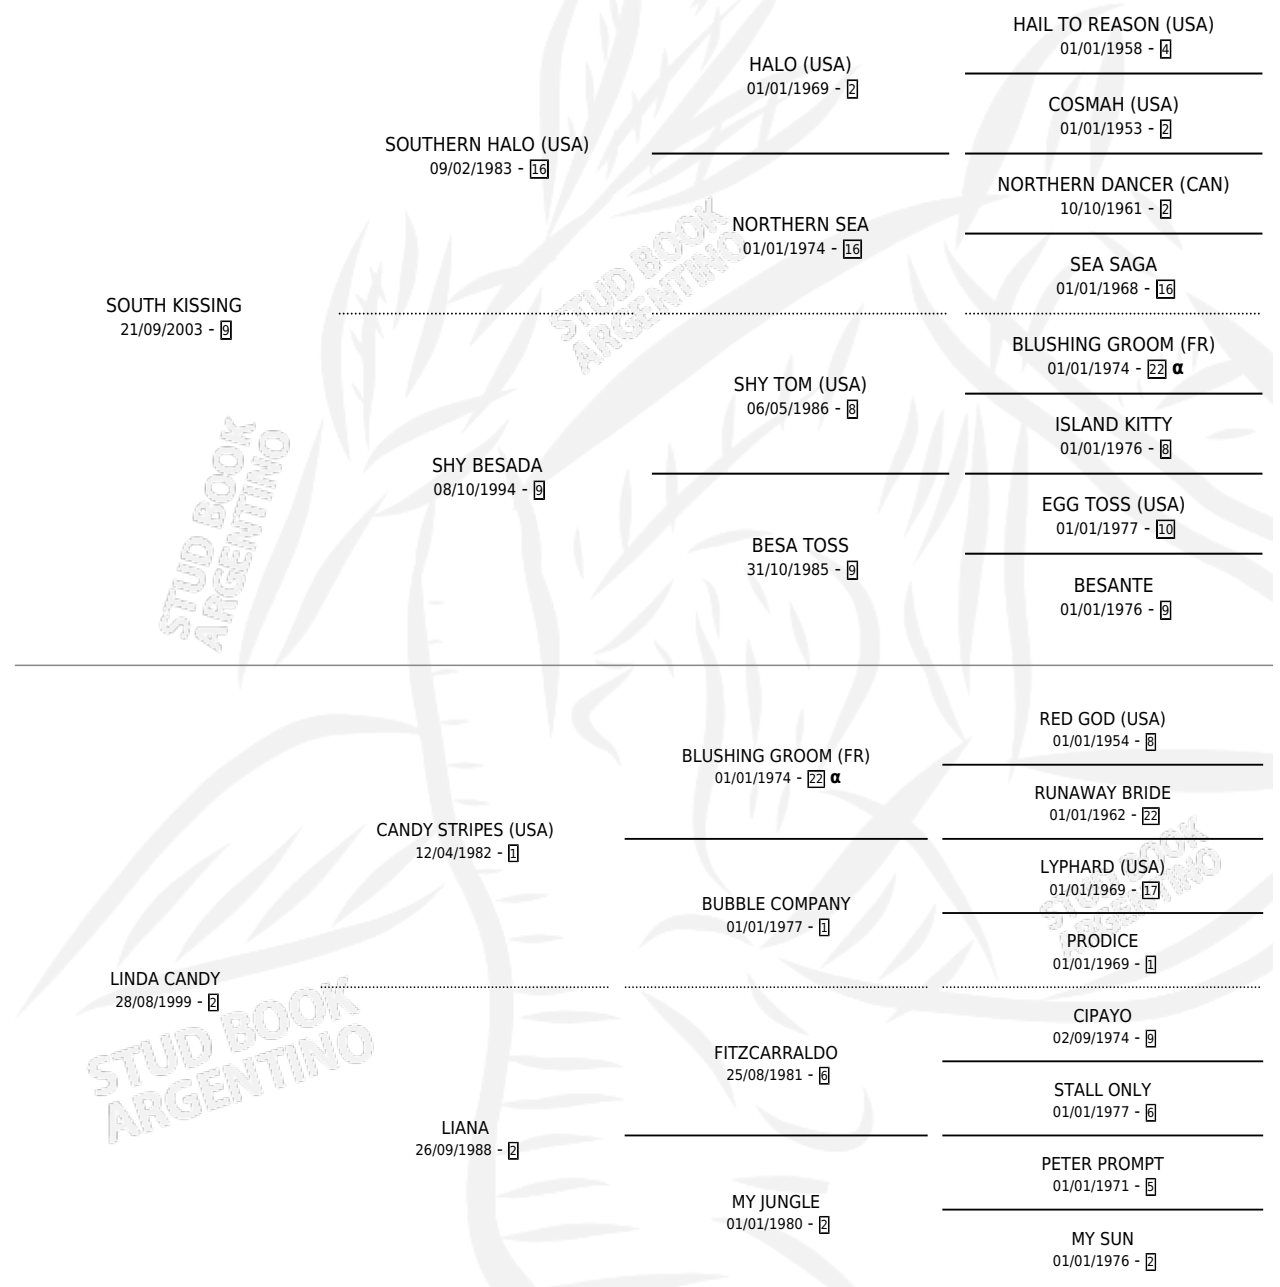 HAIL TO REASON (USA)
01/01/1958 - 4
HALO (USA)
01/01/1969 - 2
COSMAH (USA)
01/01/1953 - 2
SOUTHERN HALO (USA)
09/02/1983 - 16
NORTHERN DANCER (CAN)
10/10/1961 - 2
NORTHERN SEA
01/01/1974 - 16
SEA SAGA
01/01/1968 - 16
SOUTH KISSING
21/09/2003 - 9
BLUSHING GROOM (FR)
01/01/1974 - 22 α
SHY TOM (USA)
06/05/1986 - 8
ISLAND KITTY
01/01/1976 - 8
SHY BESADA
08/10/1994 - 9
EGG TOSS (USA)
01/01/1977 - 10
BESA TOSS
31/10/1985 - 9
BESANTE
01/01/1976 - 9
RED GOD (USA)
01/01/1954 - 8
BLUSHING GROOM (FR)
01/01/1974 - 22 α
RUNAWAY BRIDE
01/01/1962 - 22
CANDY STRIPES (USA)
12/04/1982 - 1
LYPHARD (USA)
01/01/1969 - 17
BUBBLE COMPANY
01/01/1977 - 1
PRODICE
01/01/1969 - 1
LINDA CANDY
28/08/1999 - 2
CIPAYO
02/09/1974 - 9
FITZCARRALDO
25/08/1981 - 6
STALL ONLY
01/01/1977 - 6
LIANA
26/09/1988 - 2
PETER PROMPT
01/01/1971 - 5
MY JUNGLE
01/01/1980 - 2
MY SUN
01/01/1976 - 2
STUD BOOK
ARGENTINO
STUD BOOK
ARGENTINO
STUD BOOK
ARGENTINO
STUD BOOK
ARGENTINO